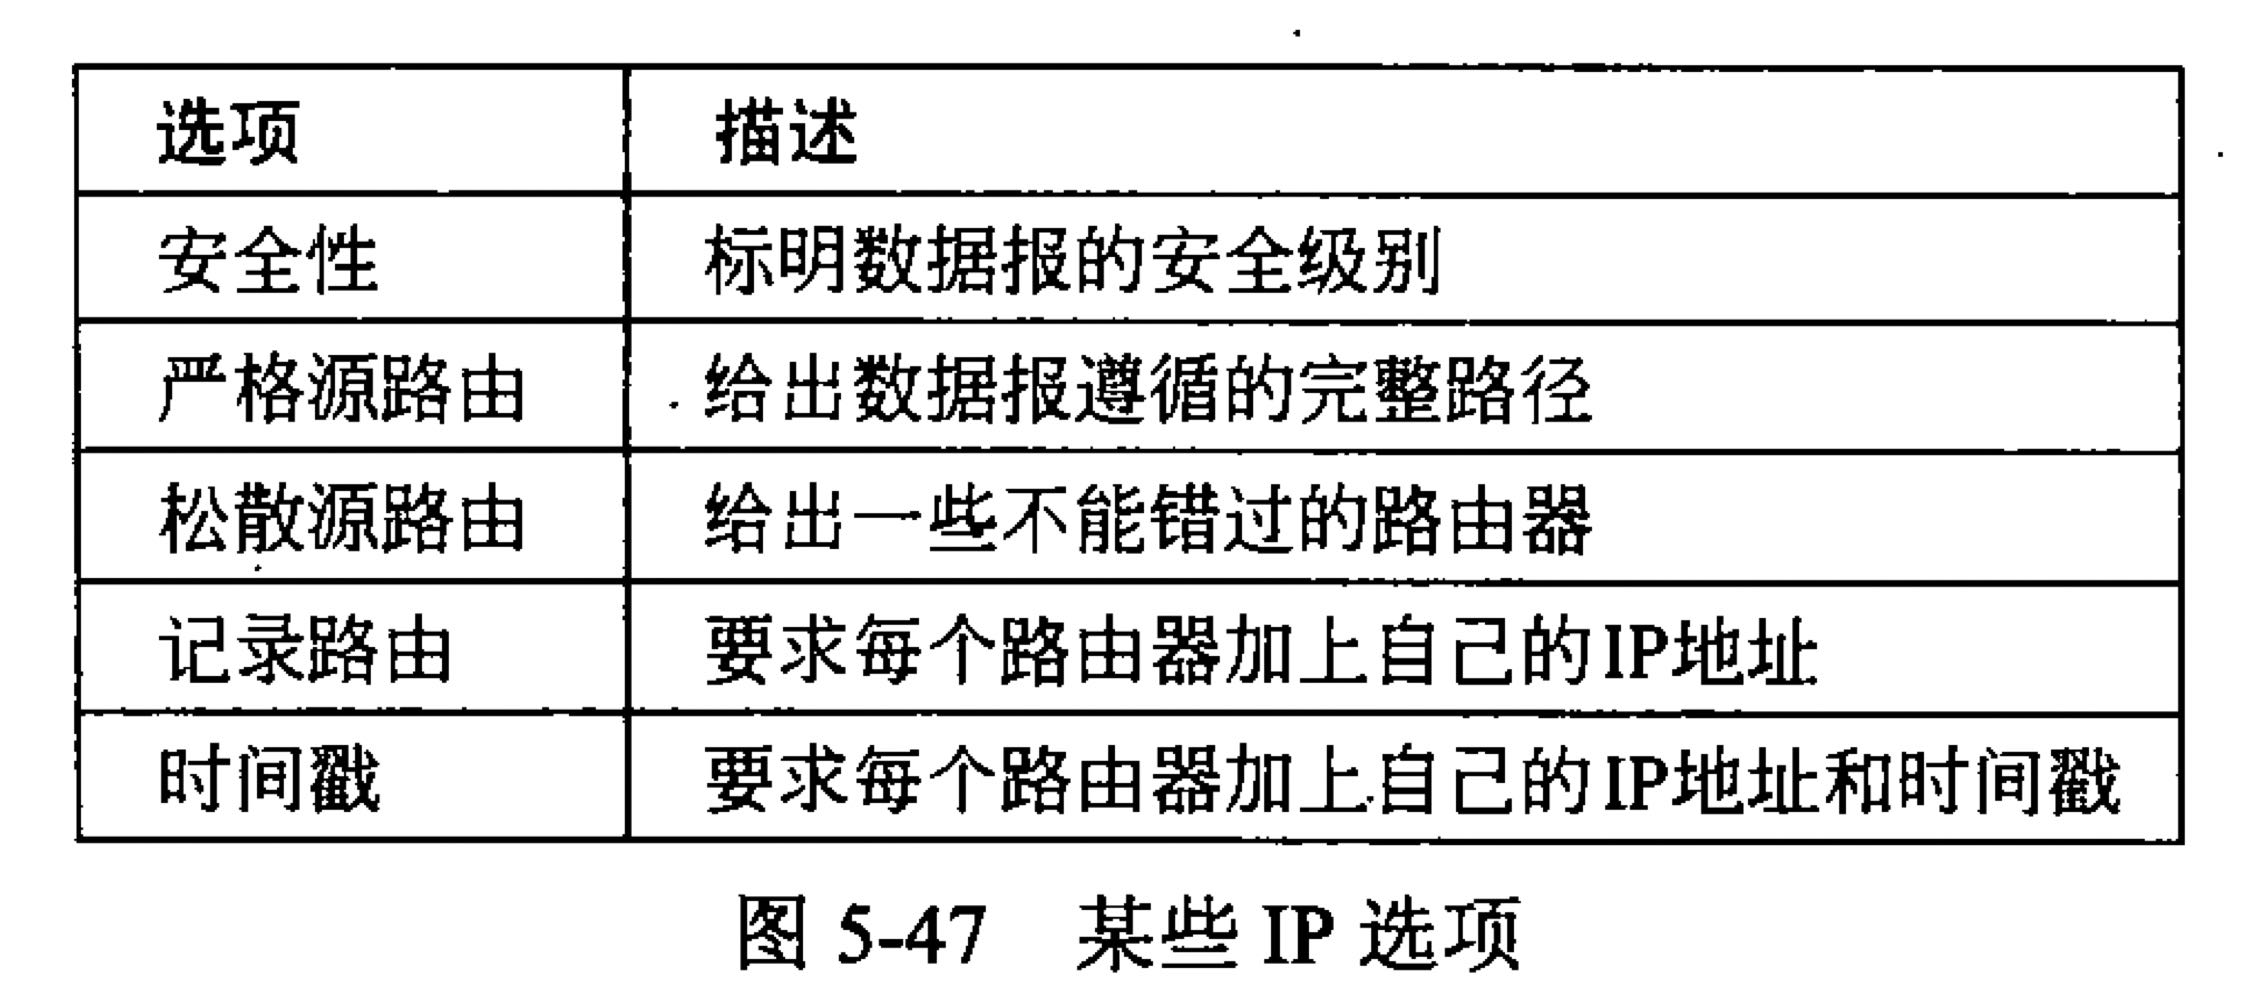 选项 描述
安全性 标明数据报的安全级别
严格源路由 给出数据报遵循的完整路径
松散源路由 给出一些不能错过的路由器
记录路由 要求每个路由器加上自己的IP地址
时间戳 要求每个路由器加上自己的IP地址和时间戳
图 5-47 某些 IP 选项